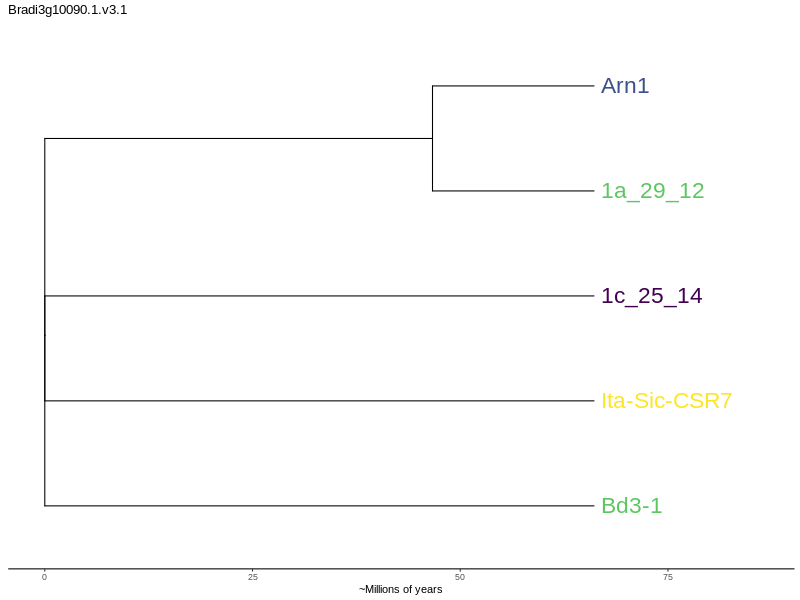 Bradi3g10090.1.v3.1
Arn1
1a_29_12
1c_25_14
Ita-Sic-CSR7
Bd3-1
0 25 50 75
~Millions of years